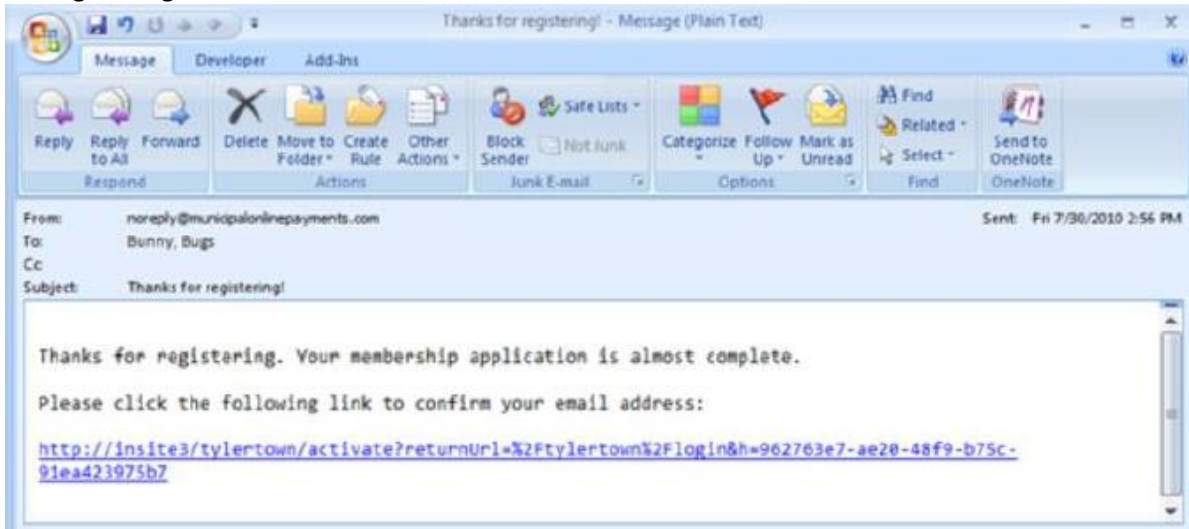 Thanks for registering! - Message (Plain Text)
Message Developer Add-Ins
Reply Reply to All Forward
Respond
Delete Move to Folder Create Rule Other Actions
Actions
Block Sender Safe Lists Not Junk
Junk E-mail
Categorize Follow Up Mark as Unread
Options
Find
Related
Select
Find
Send to OneNote
OneNote
From: noreply@municipalonlinepayments.com Sent: Fri 7/30/2010 2:56 PM
To: Bunny, Bugs
Cc:
Subject: Thanks for registering!
Thanks for registering. Your membership application is almost complete.
Please click the following link to confirm your email address:
http://insite3/tylertown/activate?returnUrl=%2Ftylertown%2Flogin&h=962763e7-ae20-48f9-b75c-
91ea423975b7